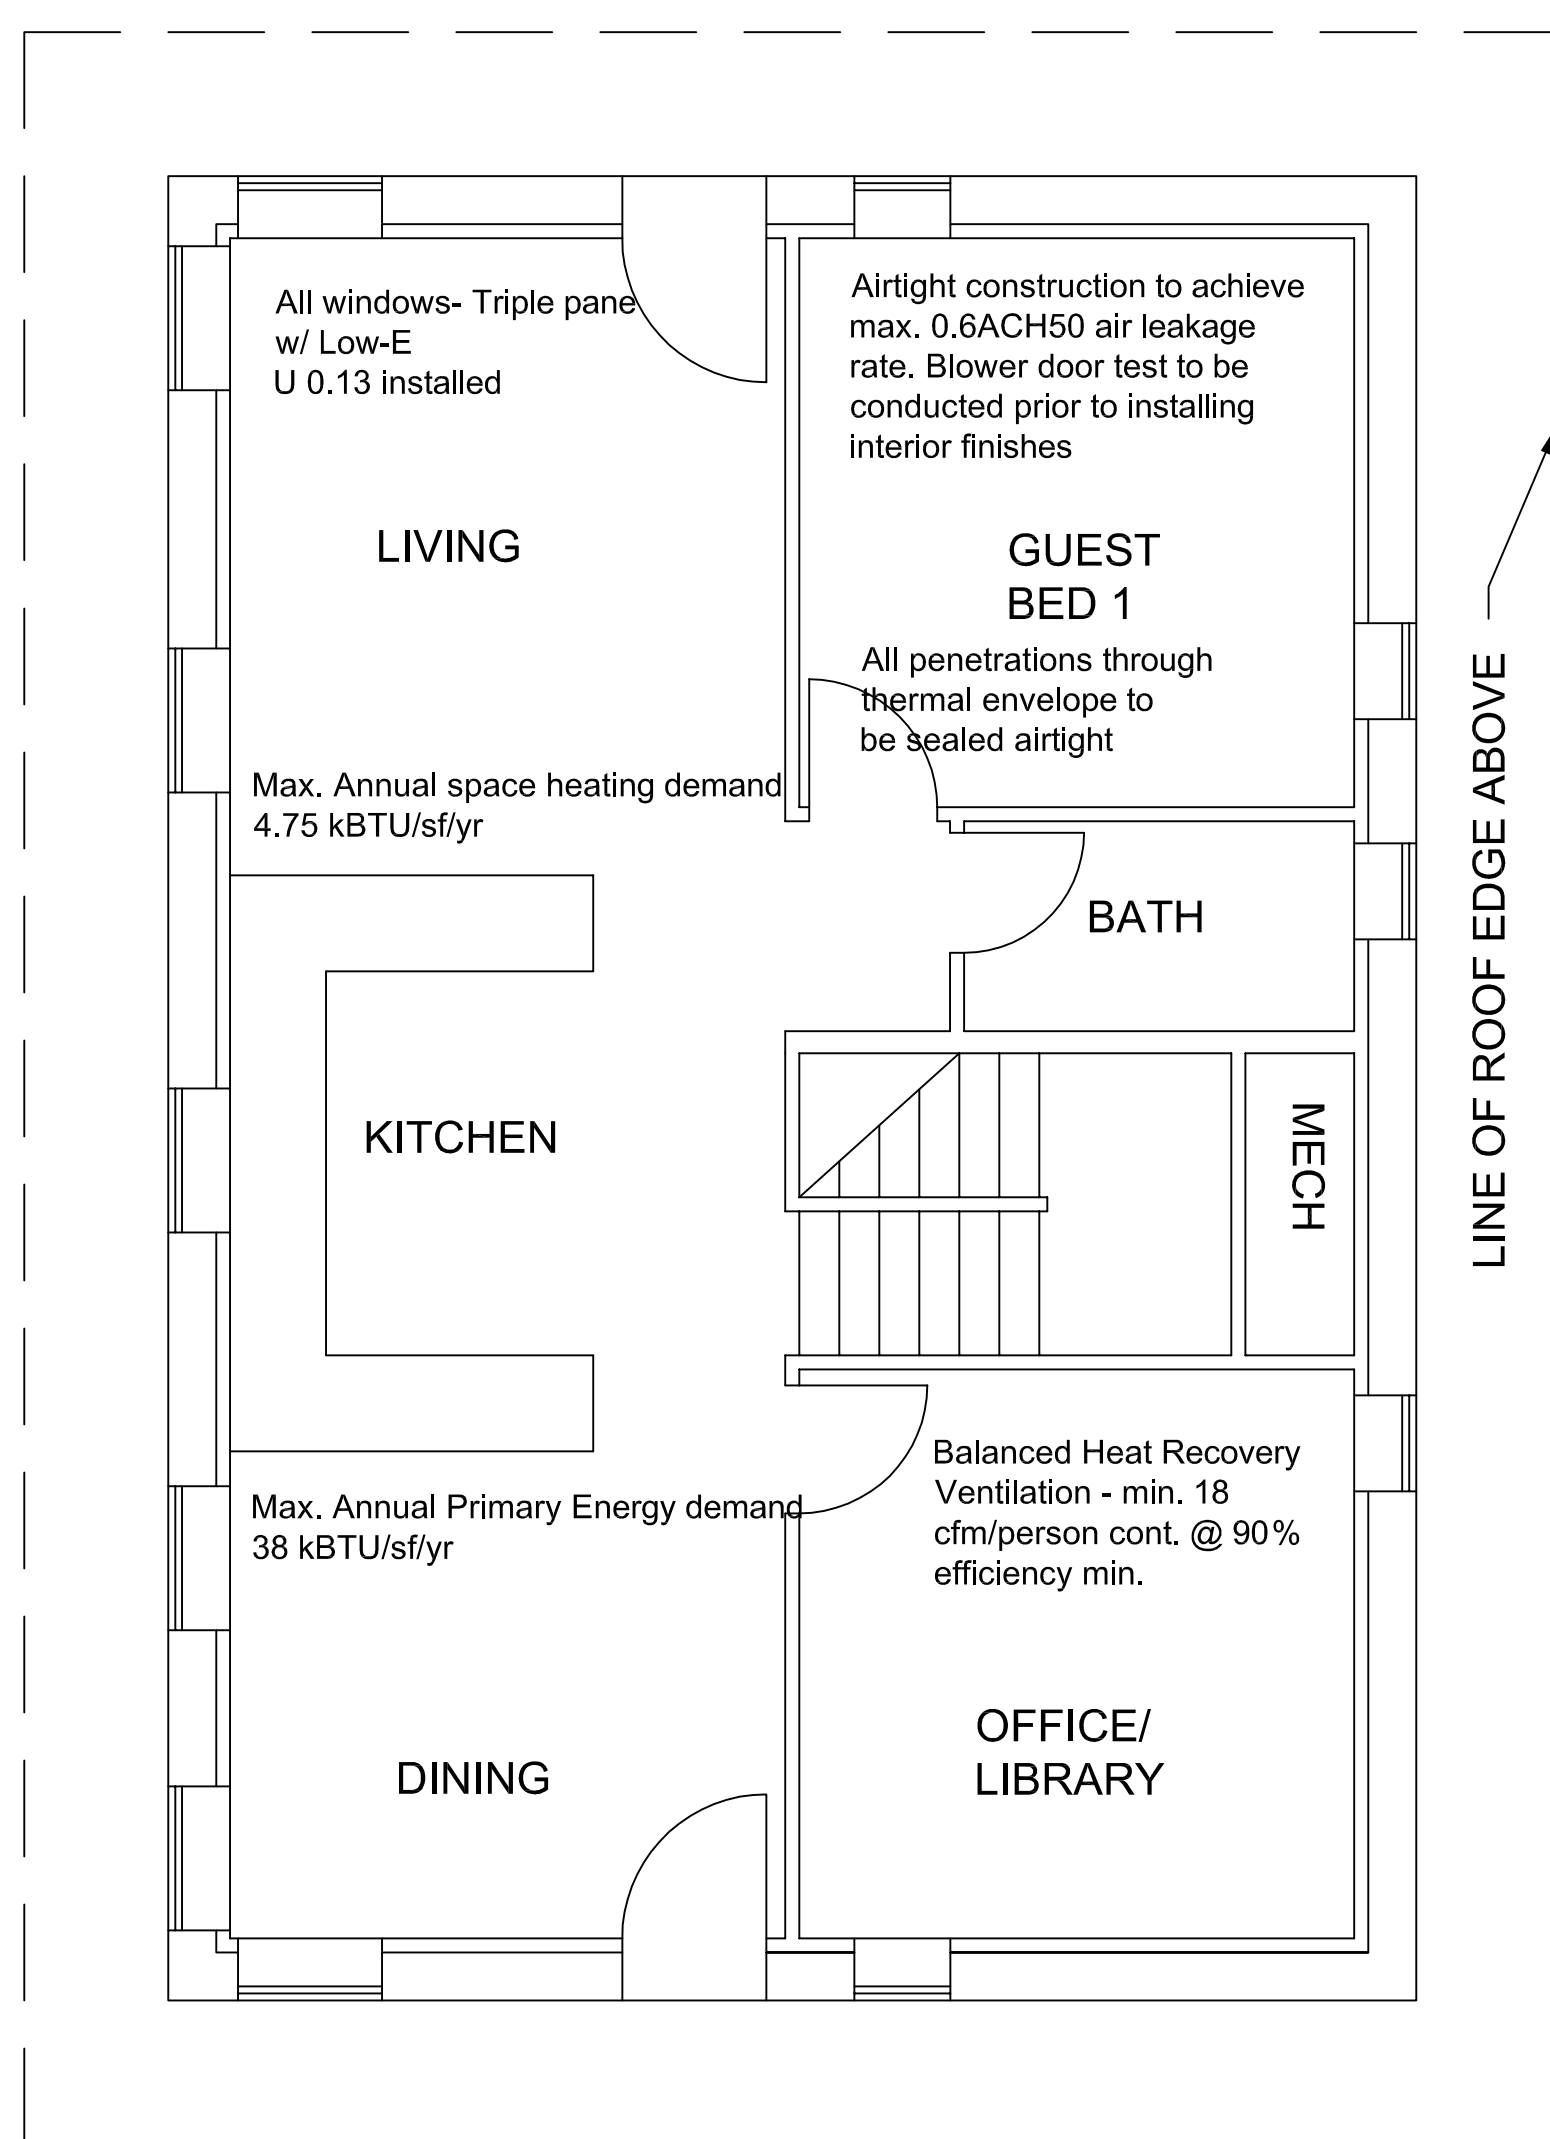 All windows- Triple pane
w/ Low-E
U 0.13 installed
Airtight construction to achieve
max. 0.6ACH50 air leakage
rate. Blower door test to be
conducted prior to installing
interior finishes
LIVING
GUEST
BED 1
All penetrations through
thermal envelope to
be sealed airtight
Max. Annual space heating demand
4.75 kBTU/sf/yr
BATH
LINE OF ROOF EDGE ABOVE
KITCHEN
MECH
Balanced Heat Recovery
Ventilation - min. 18
cfm/person cont. @ 90%
efficiency min.
Max. Annual Primary Energy demand
38 kBTU/sf/yr
OFFICE/
LIBRARY
DINING